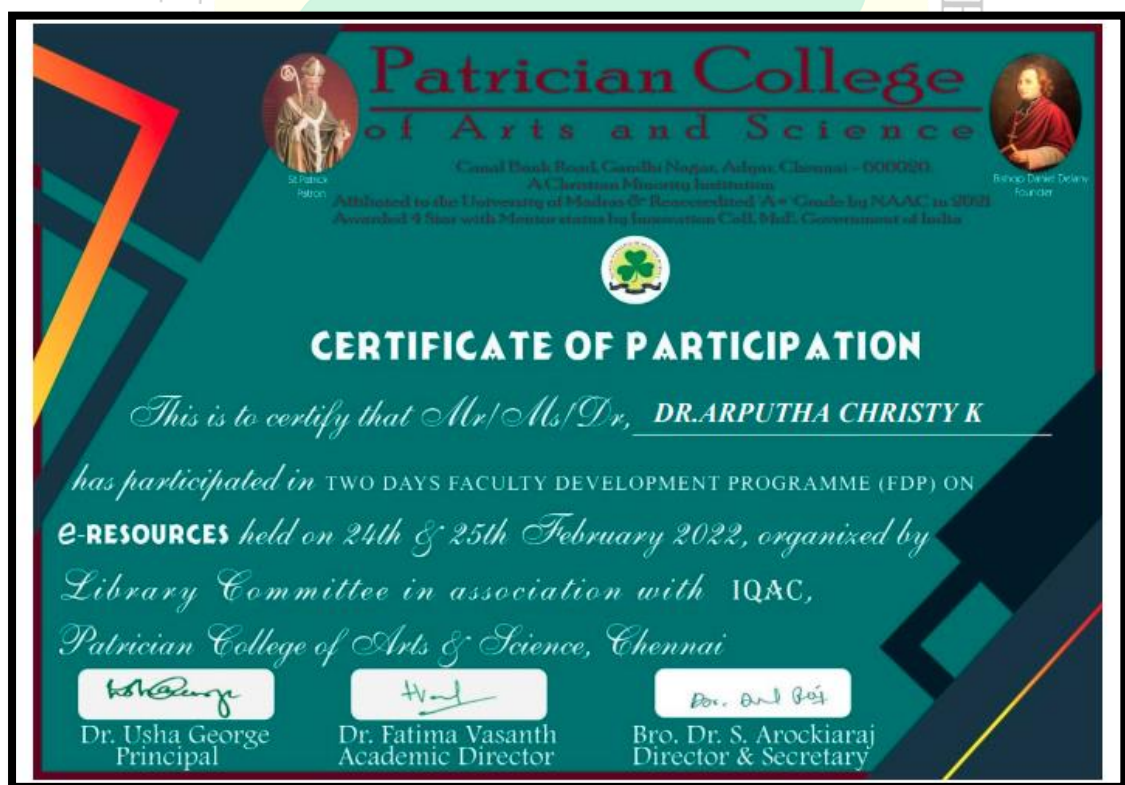 Patrician College
of Arts and Science
Canal Bank Road, Gandhi Nagar, Adyar, Chennai - 600020.
A Christian Minority Institution
Affiliated to the University of Madras & Reaccredited 'A+' Grade by NAAC in 2021
Awarded 4 Star with Mentor status by Innovation Cell, MoE, Government of India
St Patrick
Patron
Bishop Daniel Delany
Founder
CERTIFICATE OF PARTICIPATION
This is to certify that Mr/Ms/Dr, DR.ARPUTHA CHRISTY K
has participated in TWO DAYS FACULTY DEVELOPMENT PROGRAMME (FDP) ON
e-RESOURCES held on 24th & 25th February 2022, organized by
Library Committee in association with IQAC,
Patrician College of Arts & Science, Chennai
Dr. Usha George
Principal
Dr. Fatima Vasanth
Academic Director
Bro. Dr. S. Arockiaraj
Director & Secretary